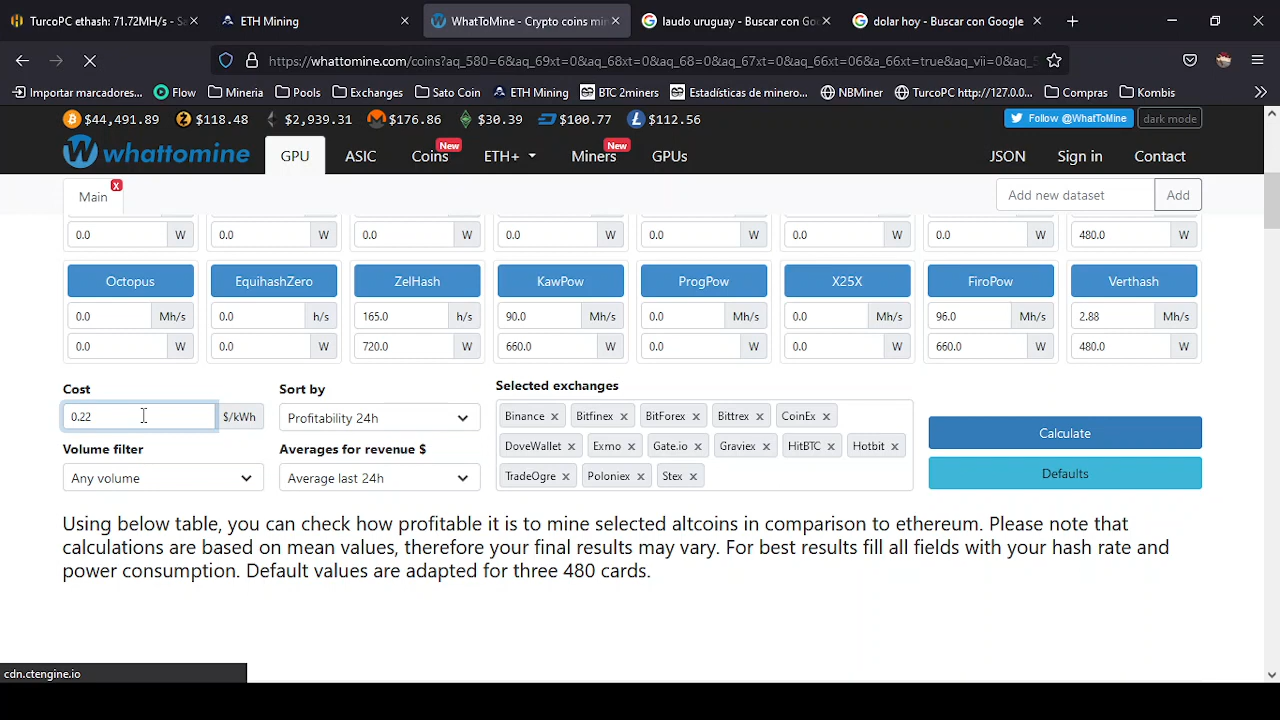 TurcoPC ethash: 71.72MH/s - Sa
ETH Mining
WhatToMine - Crypto coins min
laudo uruguay - Buscar con Go
dolar hoy - Buscar con Google
https://whattomine.com/coins?aq_580=6&aq_69xt=0&aq_68xt=0&aq_68=0&aq_67xt=0&aq_66xt=06&a_66xt=true&aq_vii=0&aq_5
Importar marcadores...
Flow
Mineria
Pools
Exchanges
Sato Coin
ETH Mining
BTC 2miners
Estadísticas de minero...
NBMiner
TurcoPC http://127.0.0...
Compras
Kombis
$44,491.89
$118.48
$2,939.31
$176.86
$30.39
$100.77
$112.56
Follow @WhatToMine
dark mode
whattomine
GPU
ASIC
Coins
New
ETH+
Miners
New
GPUs
JSON
Sign in
Contact
Main
X
Add new dataset
Add
0.0 W
0.0 W
0.0 W
0.0 W
0.0 W
0.0 W
0.0 W
480.0 W
Octopus
EquihashZero
ZelHash
KawPow
ProgPow
X25X
FiroPow
Verthash
0.0 Mh/s
0.0 h/s
165.0 h/s
90.0 Mh/s
0.0 Mh/s
0.0 Mh/s
96.0 Mh/s
2.88 Mh/s
0.0 W
0.0 W
720.0 W
660.0 W
0.0 W
0.0 W
660.0 W
480.0 W
Cost
0.22 $/kWh
Sort by
Profitability 24h
Volume filter
Any volume
Averages for revenue $
Average last 24h
Selected exchanges
Binance
Bitfinex
BitForex
Bittrex
CoinEx
DoveWallet
Exmo
Gate.io
Graviex
HitBTC
Hotbit
TradeOgre
Poloniex
Stex
Calculate
Defaults
Using below table, you can check how profitable it is to mine selected altcoins in comparison to ethereum. Please note that
calculations are based on mean values, therefore your final results may vary. For best results fill all fields with your hash rate and
power consumption. Default values are adapted for three 480 cards.
cdn.ctengine.io